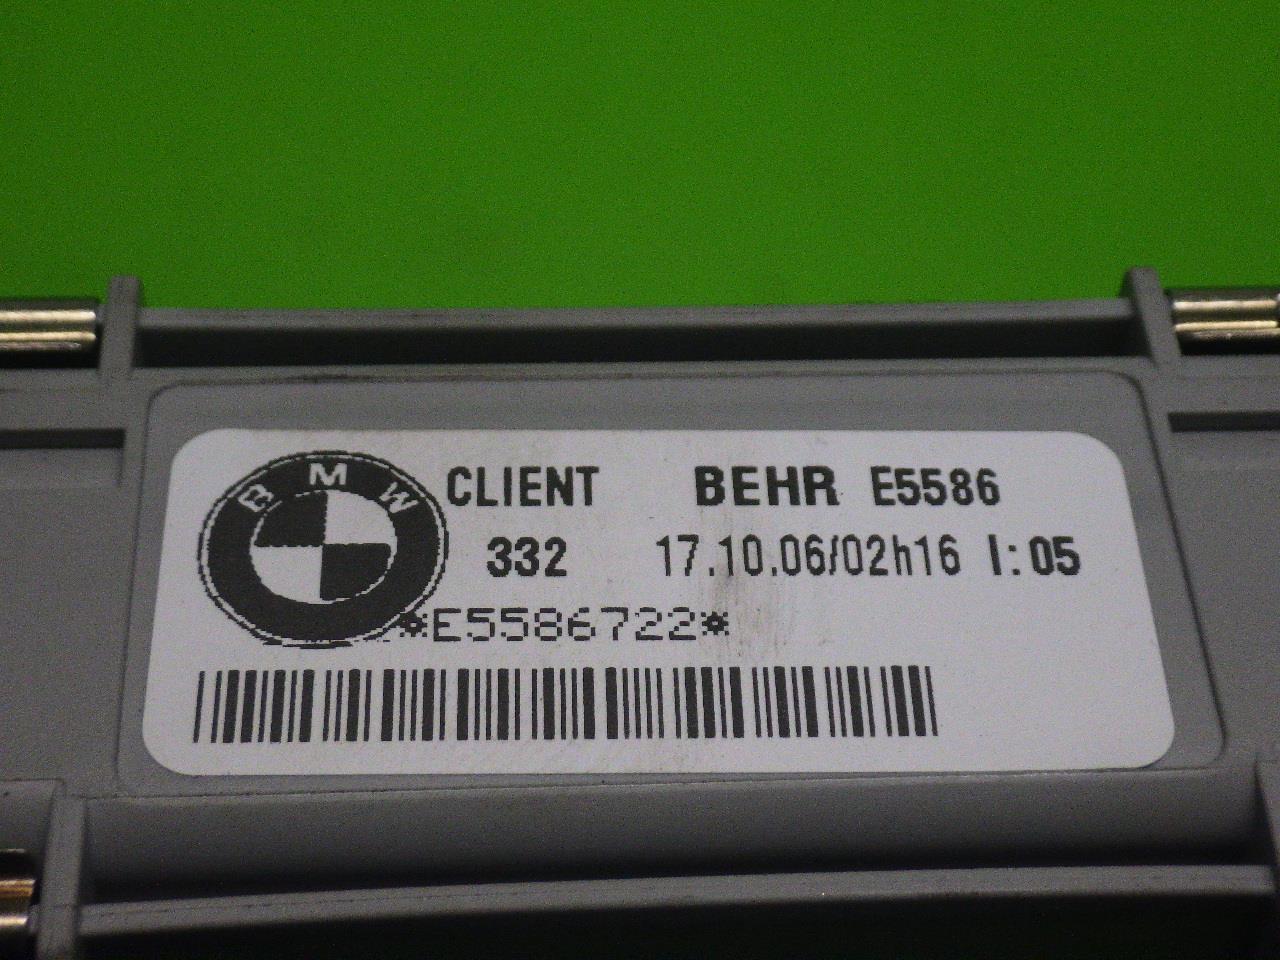 BMW
CLIENT BEHR E5586
332 17.10.06/02h16 I:05
*E5586722*